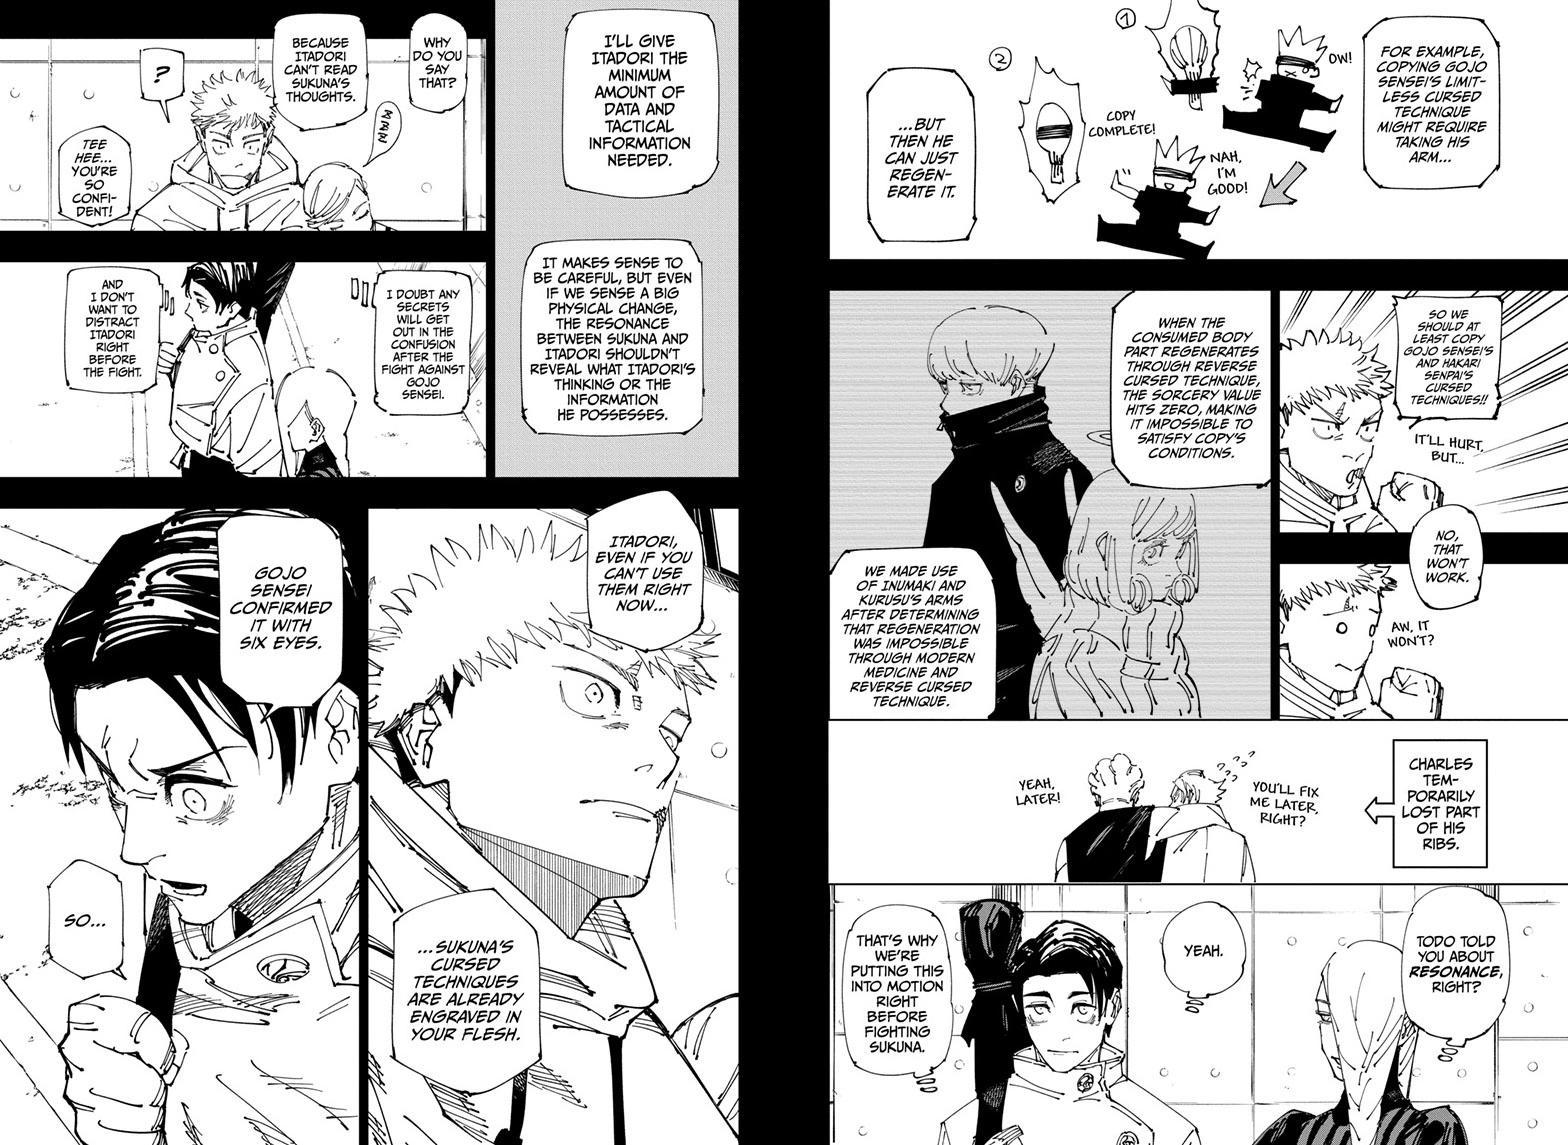 FOR EXAMPLE,
COPYING GOJO
SENSEI'S LIMIT-
LESS CURSED
TECHNIQUE
MIGHT REQUIRE
TAKING HIS
ARM...
①
OW!
②
COPY
COMPLETE!
NAH,
I'M
GOOD!
...BUT
THEN HE
CAN JUST
REGEN-
ERATE IT.
SO WE
SHOULD AT
LEAST COPY
GOJO SENSEI'S
AND HAKARI
SENPAI'S
CURSED
TECHNIQUES!!
IT'LL HURT,
BUT...
NO,
THAT
WON'T
WORK.
AW, IT
WON'T?
WHEN THE
CONSUMED BODY
PART REGENERATES
THROUGH REVERSE
CURSED TECHNIQUE,
THE SORCERY VALUE
HITS ZERO, MAKING
IT IMPOSSIBLE TO
SATISFY COPY'S
CONDITIONS.
WE MADE USE
OF INUMAKI AND
KURUSU'S ARMS
AFTER DETERMINING
THAT REGENERATION
WAS IMPOSSIBLE
THROUGH MODERN
MEDICINE AND
REVERSE CURSED
TECHNIQUE.
CHARLES
TEM-
PORARILY
LOST PART
OF HIS
RIBS.
YOU'LL FIX
ME LATER,
RIGHT?
YEAH,
LATER!
TODO TOLD
YOU ABOUT
RESONANCE,
RIGHT?
YEAH.
THAT'S WHY
WE'RE
PUTTING THIS
INTO MOTION
RIGHT
BEFORE
FIGHTING
SUKUNA.
I'LL GIVE
ITADORI THE
MINIMUM
AMOUNT OF
DATA AND
TACTICAL
INFORMATION
NEEDED.
IT MAKES SENSE TO
BE CAREFUL, BUT EVEN
IF WE SENSE A BIG
PHYSICAL CHANGE,
THE RESONANCE
BETWEEN SUKUNA AND
ITADORI SHOULDN'T
REVEAL WHAT ITADORI'S
THINKING OR THE
INFORMATION
HE POSSESSES.
WHY
DO YOU
SAY
THAT?
BECAUSE
ITADORI
CAN'T READ
SUKUNA'S
THOUGHTS.
ZZZ
?
TEE
HEE...
YOU'RE
SO
CONFI-
DENT!
I DOUBT ANY
SECRETS
WILL GET
OUT IN THE
CONFUSION
AFTER THE
FIGHT AGAINST
GOJO
SENSEI.
AND
I DON'T
WANT TO
DISTRACT
ITADORI
RIGHT
BEFORE
THE FIGHT.
ITADORI,
EVEN IF YOU
CAN'T USE
THEM RIGHT
NOW...
...SUKUNA'S
CURSED
TECHNIQUES
ARE ALREADY
ENGRAVED IN
YOUR FLESH.
GOJO
SENSEI
CONFIRMED
IT WITH
SIX EYES.
SO...